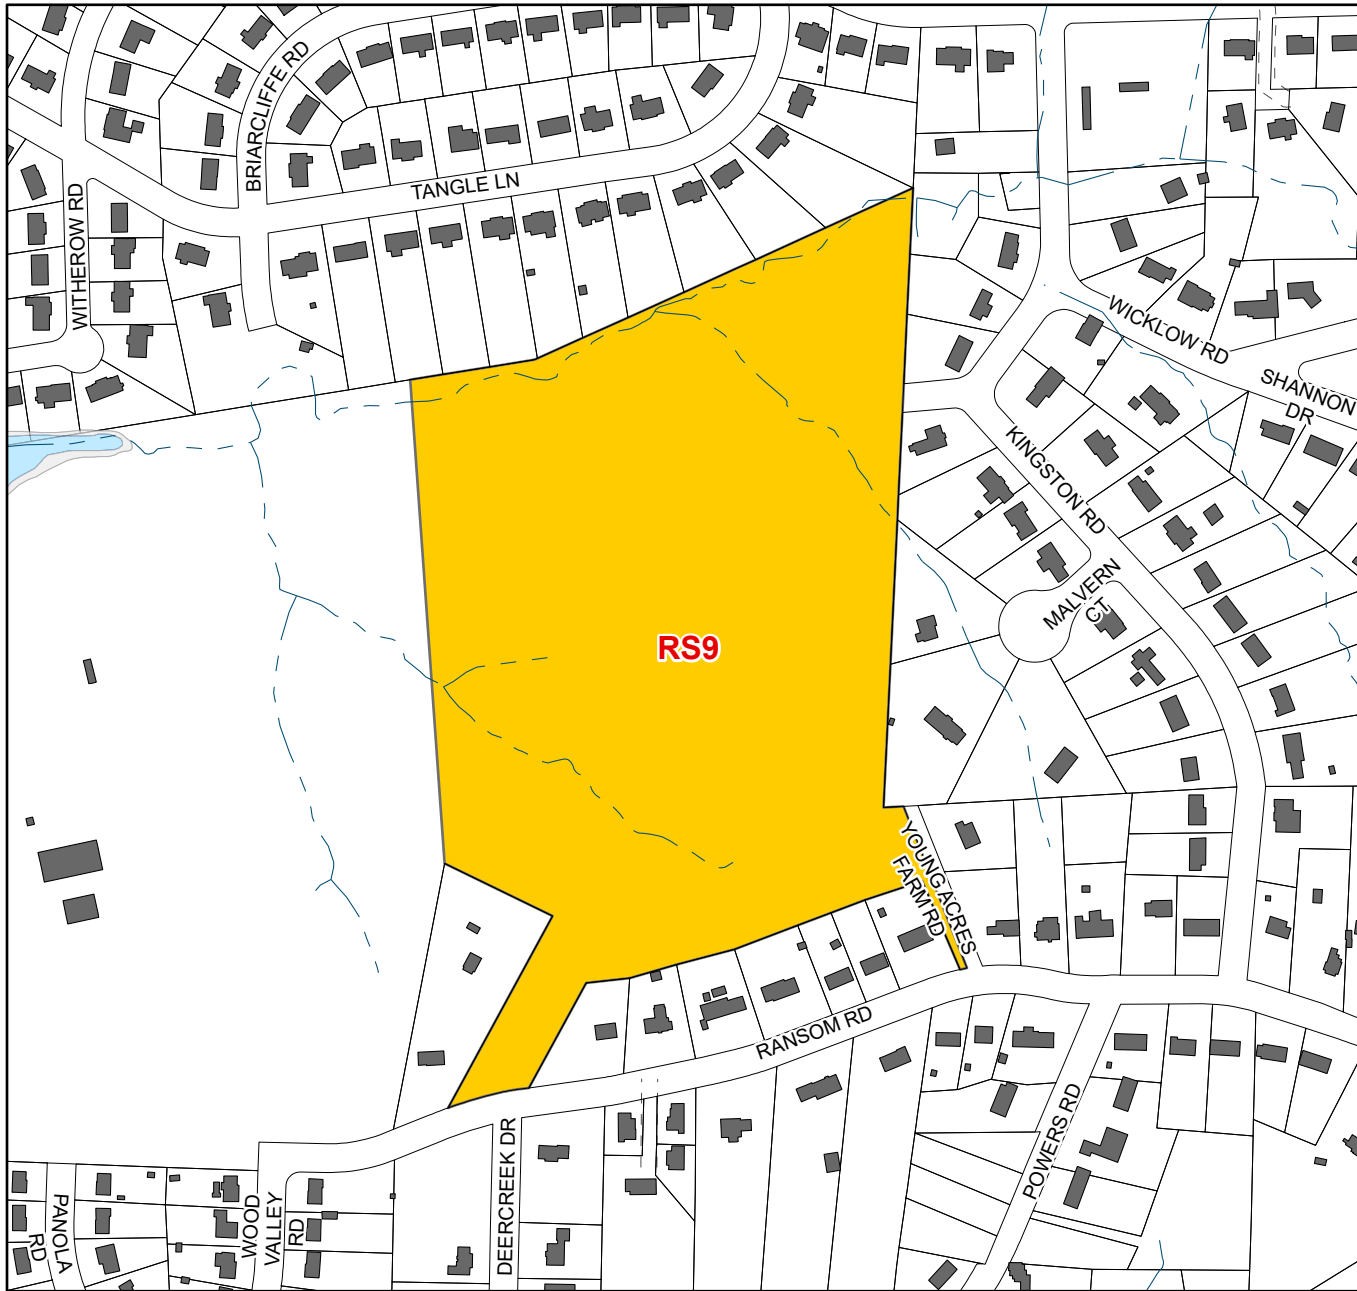 BRIARCLIFFE RD
TANGLE LN
WITHEROW RD
WICKLOW RD
SHANNON
DR
KINGSTON RD
MALVERN
CT
RS9
YOUNG ACRES
FARM RD
RANSOM RD
POWERS RD
DEERCREEK DR
WOOD
VALLEY
RD
PANOLA
RD